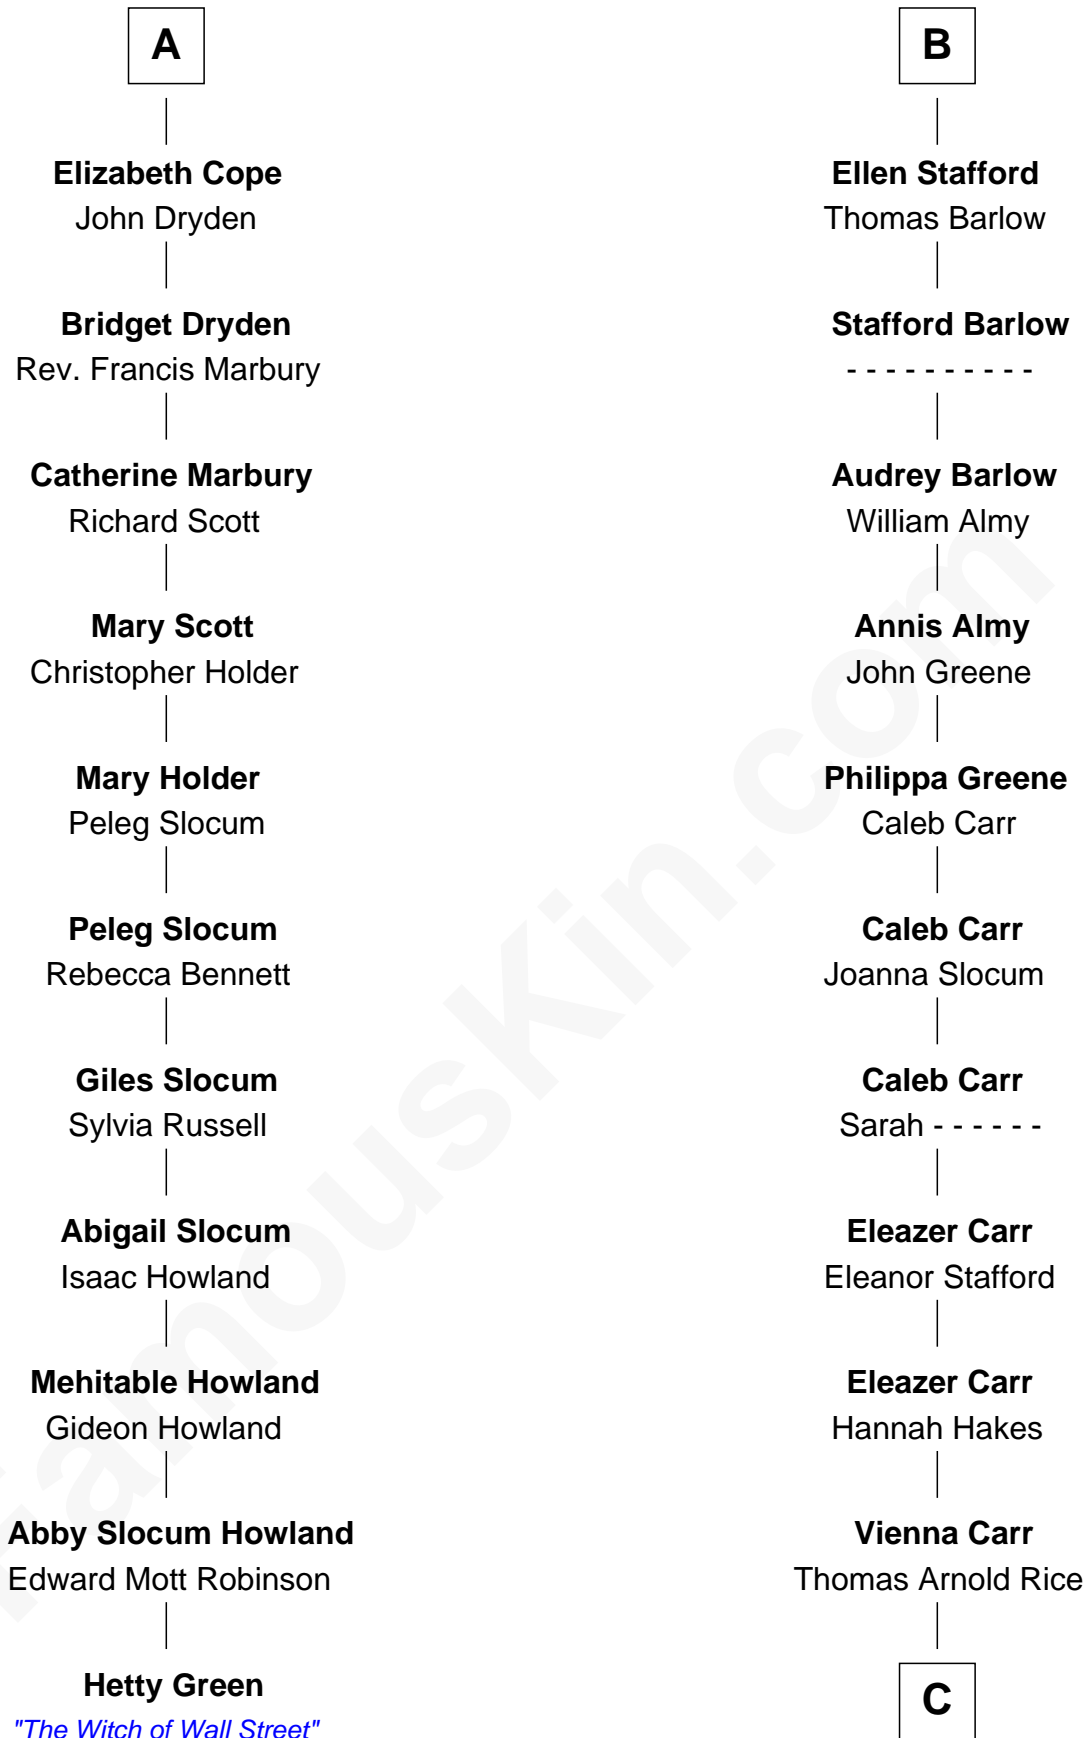 A
Elizabeth Cope
John Dryden
Bridget Dryden
Rev. Francis Marbury
Catherine Marbury
Richard Scott
Mary Scott
Christopher Holder
Mary Holder
Peleg Slocum
Peleg Slocum
Rebecca Bennett
Giles Slocum
Sylvia Russell
Abigail Slocum
Isaac Howland
Mehitable Howland
Gideon Howland
Abby Slocum Howland
Edward Mott Robinson
Hetty Green
"The Witch of Wall Street"
B
Ellen Stafford
Thomas Barlow
Stafford Barlow
- - - - - - - - - -
Audrey Barlow
William Almy
Annis Almy
John Greene
Philippa Greene
Caleb Carr
Caleb Carr
Joanna Slocum
Caleb Carr
Sarah - - - - - -
Eleazer Carr
Eleanor Stafford
Eleazer Carr
Hannah Hakes
Vienna Carr
Thomas Arnold Rice
C
FamousKin.com